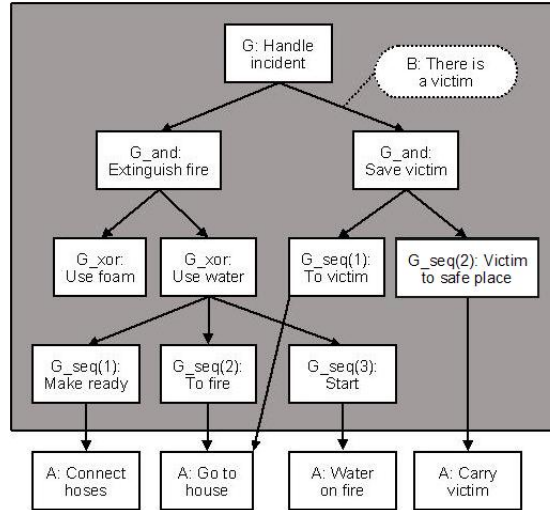 G: Handle
incident
B: There is
a victim
G_and:
Extinguish fire
G_and:
Save victim
G_xor:
Use foam
G_xor:
Use water
G_seq(1):
To victim
G_seq(2): Victim
to safe place
G_seq(1):
Make ready
G_seq(2):
To fire
G_seq(3):
Start
A: Connect
hoses
A: Go to
house
A: Water
on fire
A: Carry
victim